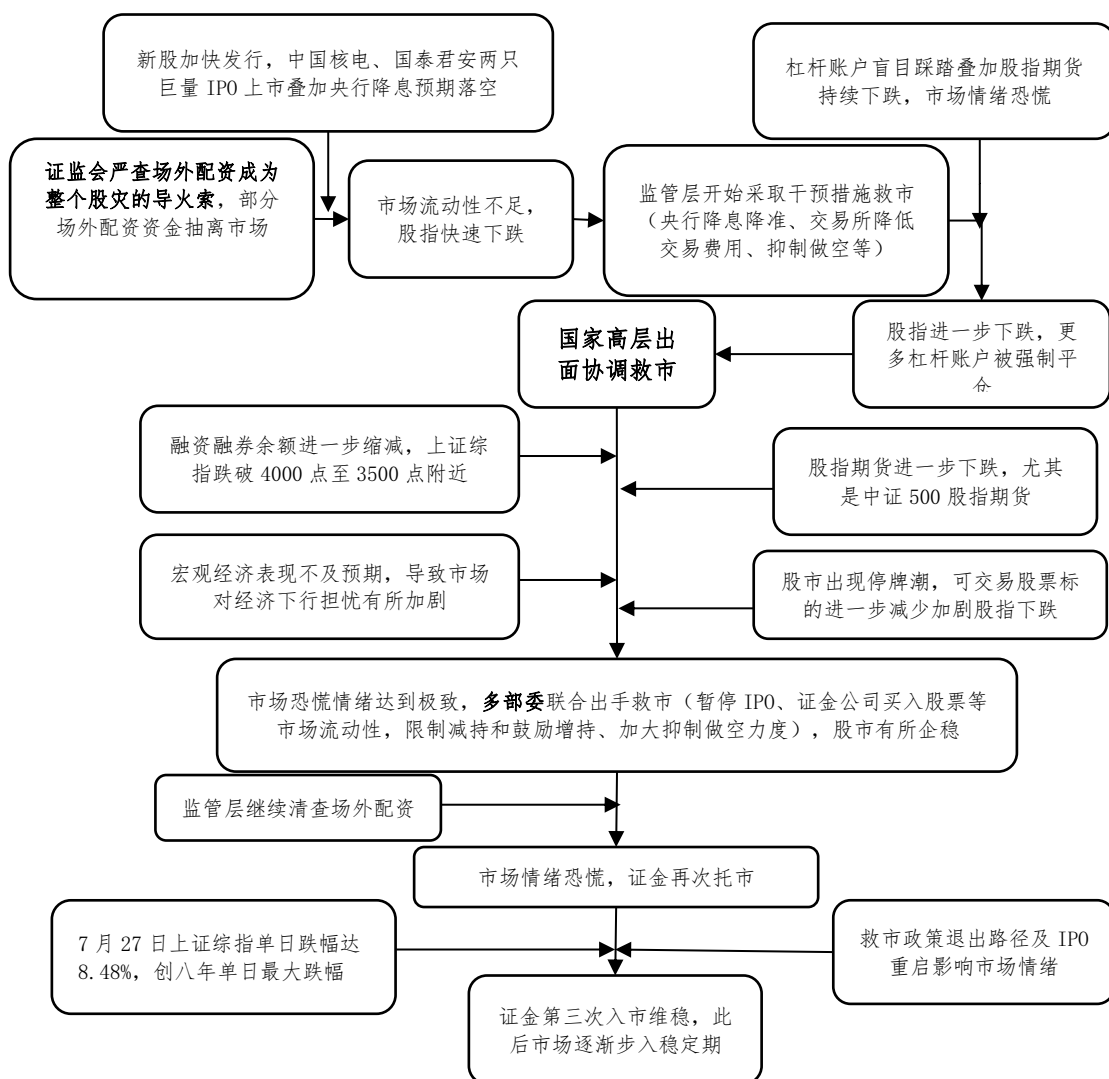 新股加快发行，中国核电、国泰君安两只
巨量 IPO 上市叠加央行降息预期落空
杠杆账户盲目踩踏叠加股指期货
持续下跌，市场情绪恐慌
证监会严查场外配资成为
整个股灾的导火索，部分
场外配资资金抽离市场
市场流动性不足，
股指快速下跌
监管层开始采取干预措施救市
（央行降息降准、交易所降低
交易费用、抑制做空等）
股指进一步下跌，更
多杠杆账户被强制平
仓
国家高层出
面协调救市
融资融券余额进一步缩减，上证综
指跌破 4000 点至 3500 点附近
股指期货进一步下跌，尤其
是中证 500 股指期货
宏观经济表现不及预期，导致市场
对经济下行担忧有所加剧
股市出现停牌潮，可交易股票标
的进一步减少加剧股指下跌
市场恐慌情绪达到极致，多部委联合出手救市（暂停 IPO、证金公司买入股票等
市场流动性，限制减持和鼓励增持、加大抑制做空力度），股市有所企稳
监管层继续清查场外配资
市场情绪恐慌，证金再次托市
7 月 27 日上证综指单日跌幅达
8.48%，创八年单日最大跌幅
救市政策退出路径及 IPO
重启影响市场情绪
证金第三次入市维稳，此
后市场逐渐步入稳定期